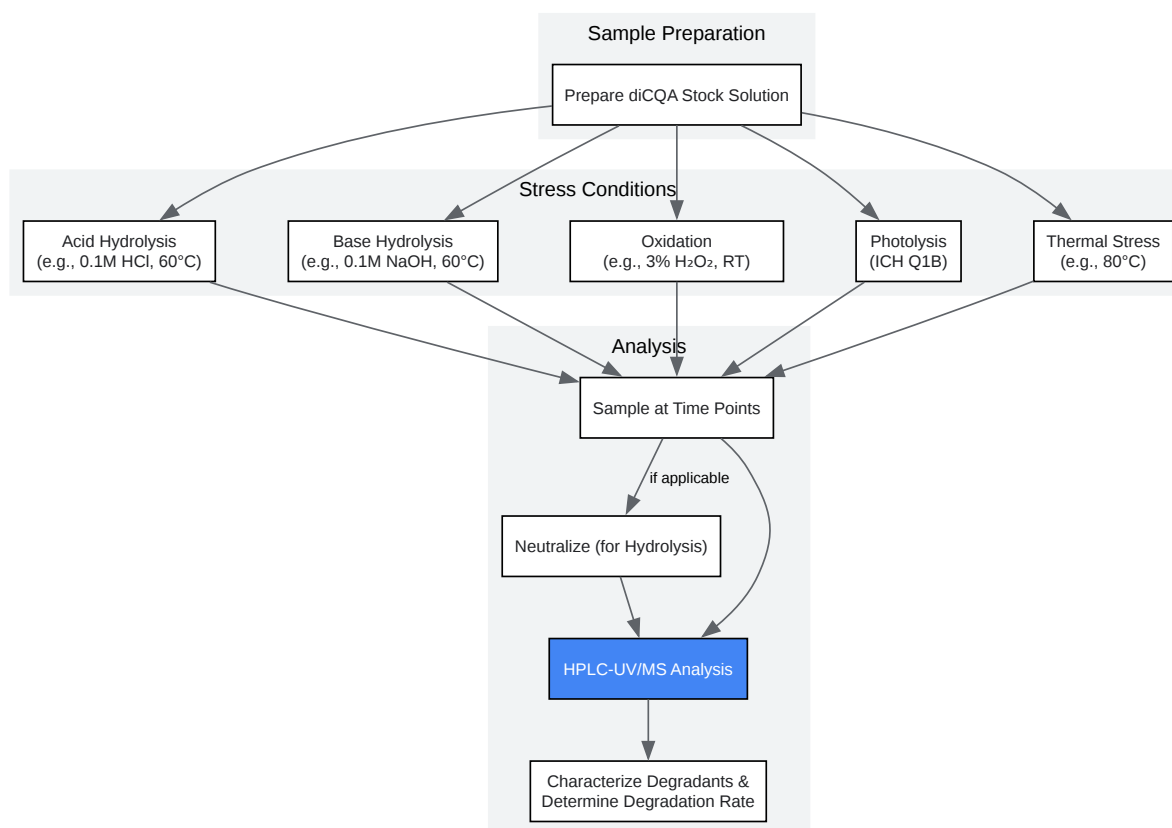 Sample Preparation
Prepare diCQA Stock Solution
Stress Conditions
Acid Hydrolysis
(e.g., 0.1M HCl, 60°C)
Base Hydrolysis
(e.g., 0.1M NaOH, 60°C)
Oxidation
(e.g., 3% H₂O₂, RT)
Photolysis
(ICH Q1B)
Thermal Stress
(e.g., 80°C)
Analysis
Sample at Time Points
if applicable
Neutralize (for Hydrolysis)
HPLC-UV/MS Analysis
Characterize Degradants &
Determine Degradation Rate